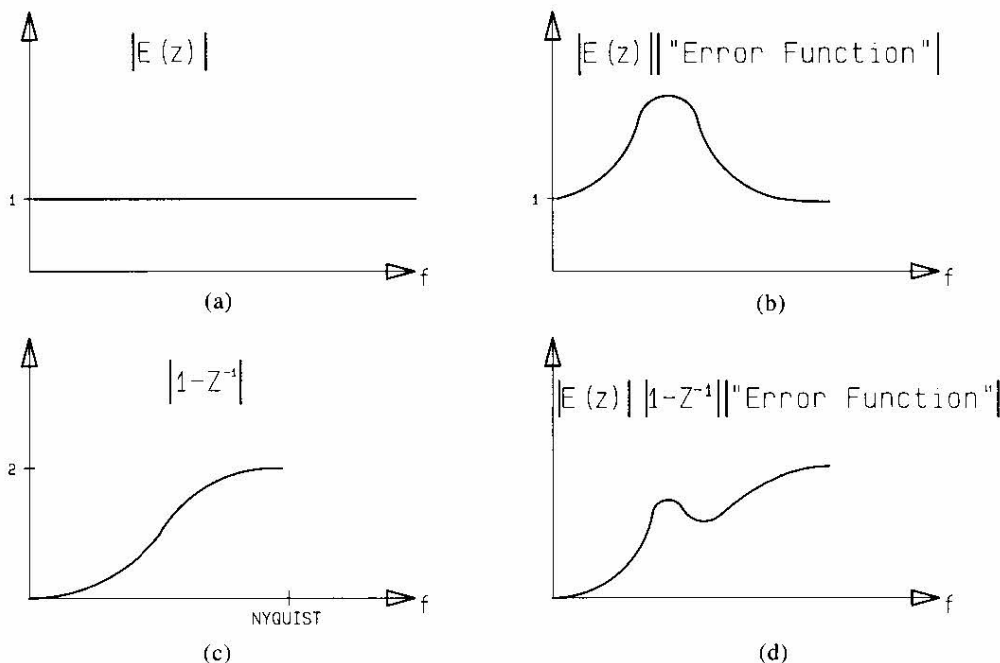 |E(z)|
1
f
(a)
|E(z)||"Error Function"|
1
f
(b)
|1-Z⁻¹|
2
f
NYQUIST
(c)
|E(z)| |1-Z⁻¹||"Error Function"|
f
(d)